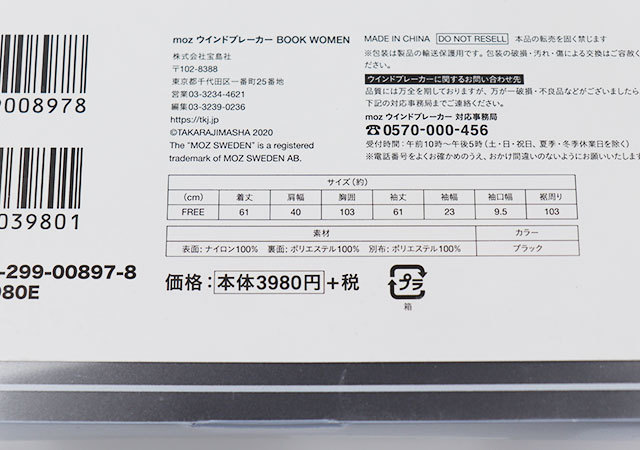 moz ウインドブレーカー BOOK WOMEN
株式会社宝島社
〒102-8388
東京都千代田区一番町25番地
営業03-3234-4621
編集03-3239-0236
https://tkj.jp
©TAKARAJIMASHA 2020
The "MOZ SWEDEN" is a registered
trademark of MOZ SWEDEN AB.
MADE IN CHINA DO NOT RESELL 本品の転売を固く禁じます
※包装は製品の輸送保護用です。包装の破損・汚れ・傷による交換はご容赦く
ださい。
ウインドブレーカーに関するお問い合わせ先
品質には万全を期しておりますが、万が一破損・不良品などがございましたら
下記の対応事務局までご連絡ください。
moz ウインドブレーカー 対応事務局
☎0570-000-456
受付時間:午前10時〜午後5時(土・日・祝日、夏季・冬季休業日を除く)
※電話番号をよくお確かめのうえ、おかけ間違いのないようにお願いいたします
9008978
039801
-299-00897-8
980E
サイズ(約)
(cm) 着丈 肩幅 胸囲 袖丈 袖幅 袖口幅 裾周り
FREE 61 40 103 61 23 9.5 103
素材 カラー
表面:ナイロン100% 裏面:ポリエステル100% 別布:ポリエステル100% ブラック
価格:本体3980円+税
プラ
箱